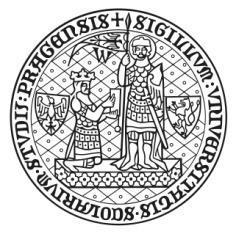 + SIGILLVM · VNIVERSITATIS · SCOLARIVM · STVDII · PRAGENSIS